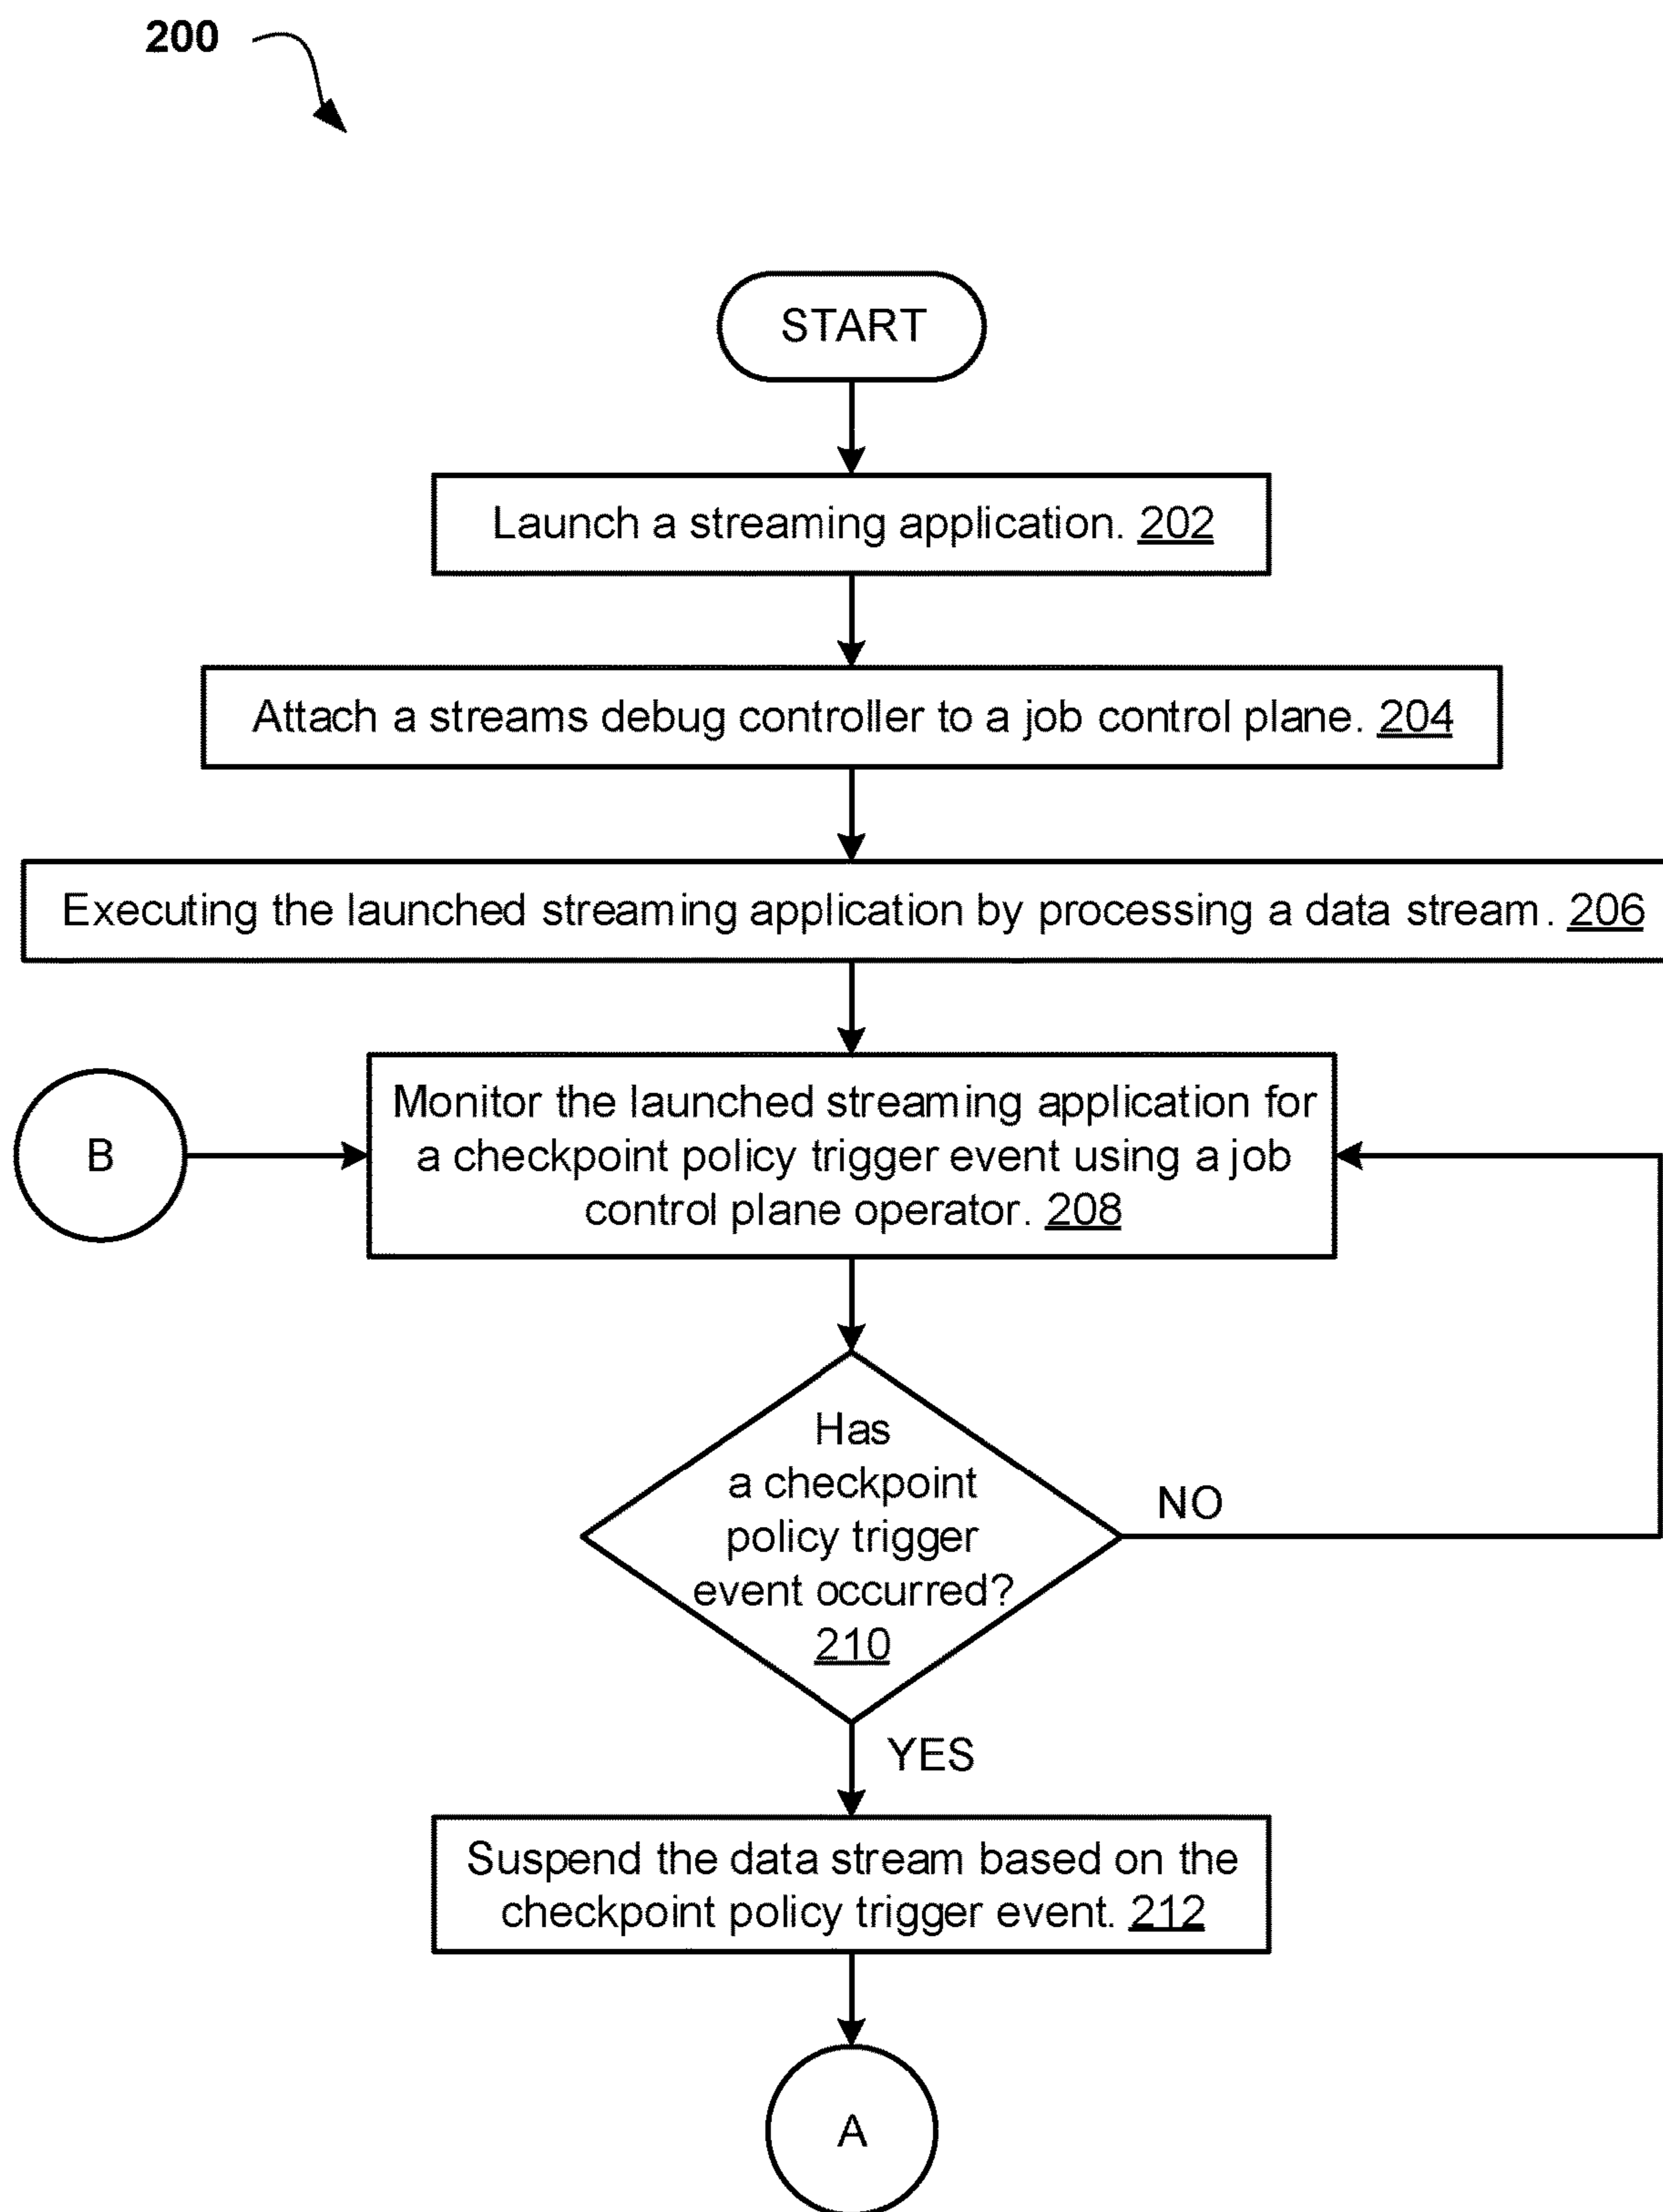 200
START
Launch a streaming application. 202
Attach a streams debug controller to a job control plane. 204
Executing the launched streaming application by processing a data stream. 206
B
Monitor the launched streaming application for
a checkpoint policy trigger event using a job
control plane operator. 208
Has
a checkpoint
policy trigger
event occurred?
210
NO
YES
Suspend the data stream based on the
checkpoint policy trigger event. 212
A